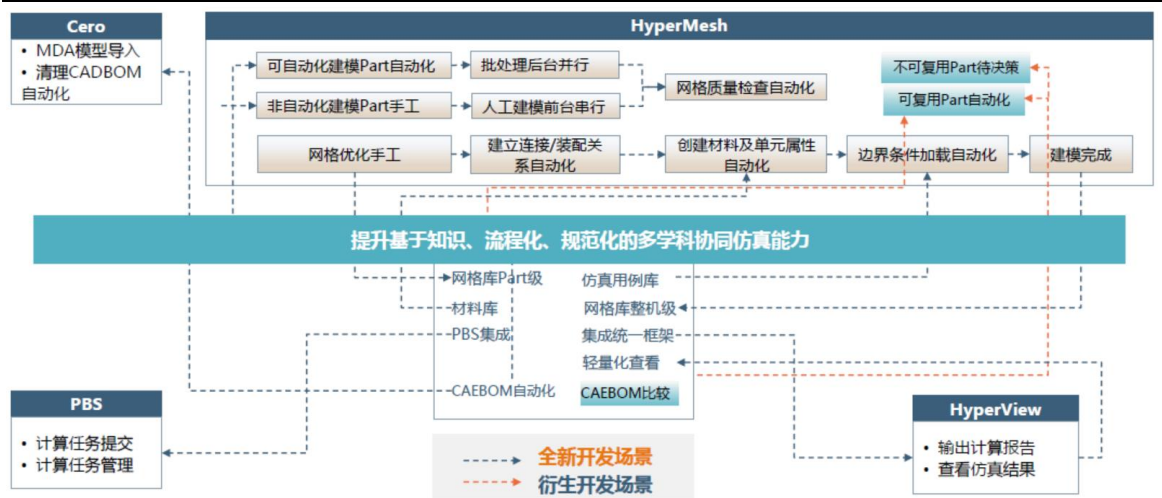 Cero
• MDA模型导入
• 清理CADBOM
自动化
HyperMesh
可自动化建模Part自动化
批处理后台并行
非自动化建模Part手工
人工建模前台串行
网格质量检查自动化
不可复用Part待决策
可复用Part自动化
网格优化手工
建立连接/装配关
系自动化
创建材料及单元属性
自动化
边界条件加载自动化
建模完成
提升基于知识、流程化、规范化的多学科协同仿真能力
网格库Part级
仿真用例库
材料库
网格库整机级
PBS集成
集成统一框架
轻量化查看
CAEBOM自动化
CAEBOM比较
PBS
• 计算任务提交
• 计算任务管理
HyperView
• 输出计算报告
• 查看仿真结果
全新开发场景
衍生开发场景